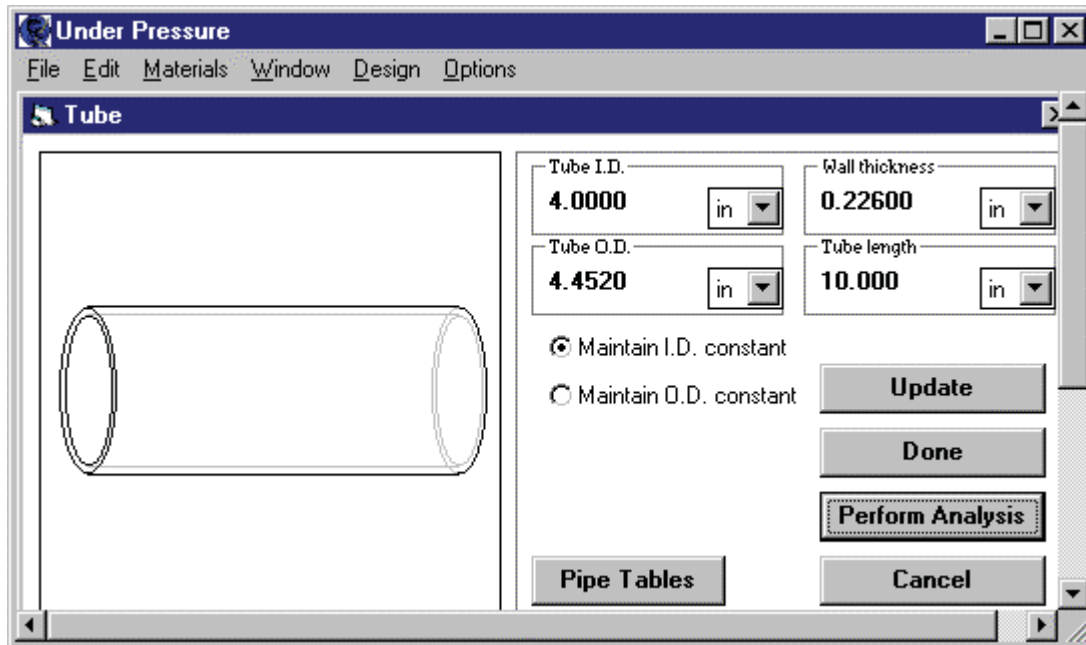 Under Pressure
File Edit Materials Window Design Options
Tube
Tube I.D.
4.0000 in
Wall thickness
0.22600 in
Tube O.D.
4.4520 in
Tube length
10.000 in
Maintain I.D. constant
Maintain O.D. constant
Update
Done
Perform Analysis
Pipe Tables
Cancel